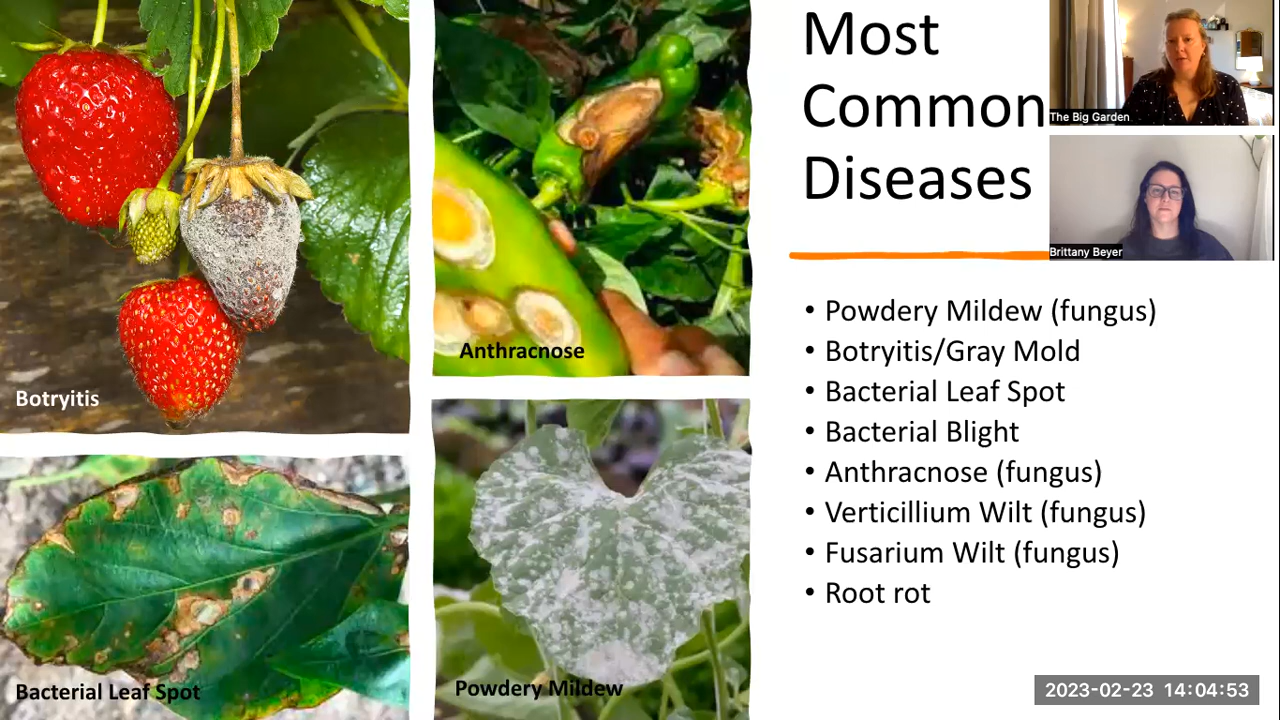 Most
Common
Diseases
The Big Garden
Brittany Beyer
• Powdery Mildew (fungus)
• Botryitis/Gray Mold
• Bacterial Leaf Spot
• Bacterial Blight
• Anthracnose (fungus)
• Verticillium Wilt (fungus)
• Fusarium Wilt (fungus)
• Root rot
Botryitis
Anthracnose
Bacterial Leaf Spot
Powdery Mildew
2023-02-23 14:04:53